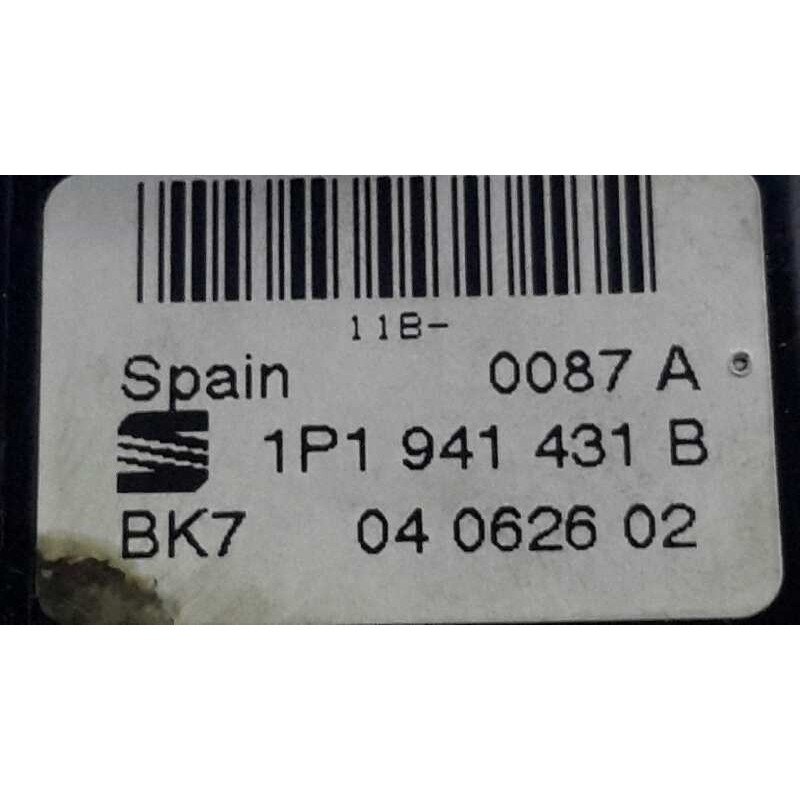 11B-
Spain 0087 A
1P1 941 431 B
BK7 04 0626 02